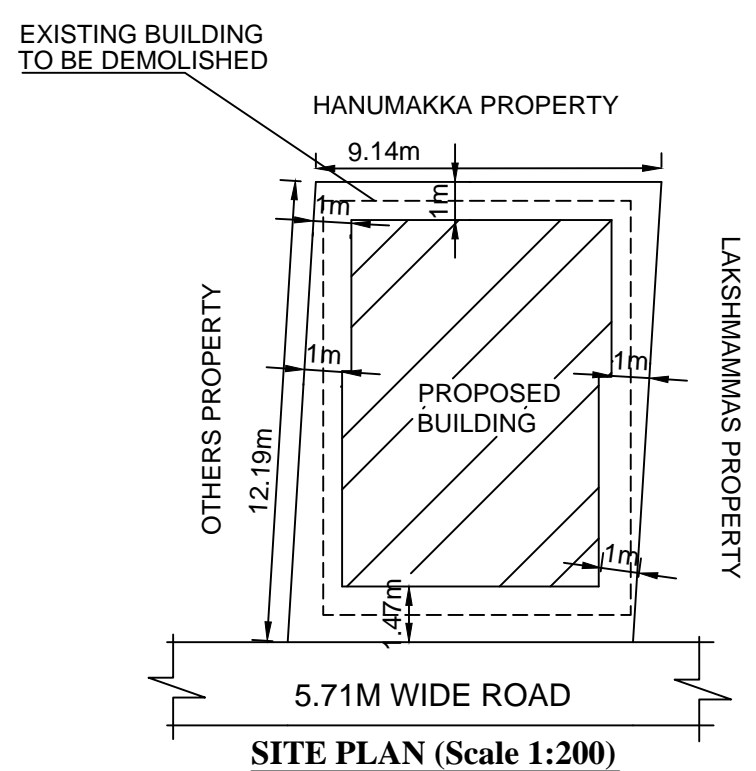 EXISTING BUILDING
TO BE DEMOLISHED
HANUMAKKA PROPERTY
9.14m
1m
1m
OTHERS PROPERTY
LAKSHMAMMAS PROPERTY
1m
1m
PROPOSED
BUILDING
12.19m
1m
1.47m
5.71M WIDE ROAD
SITE PLAN (Scale 1:200)